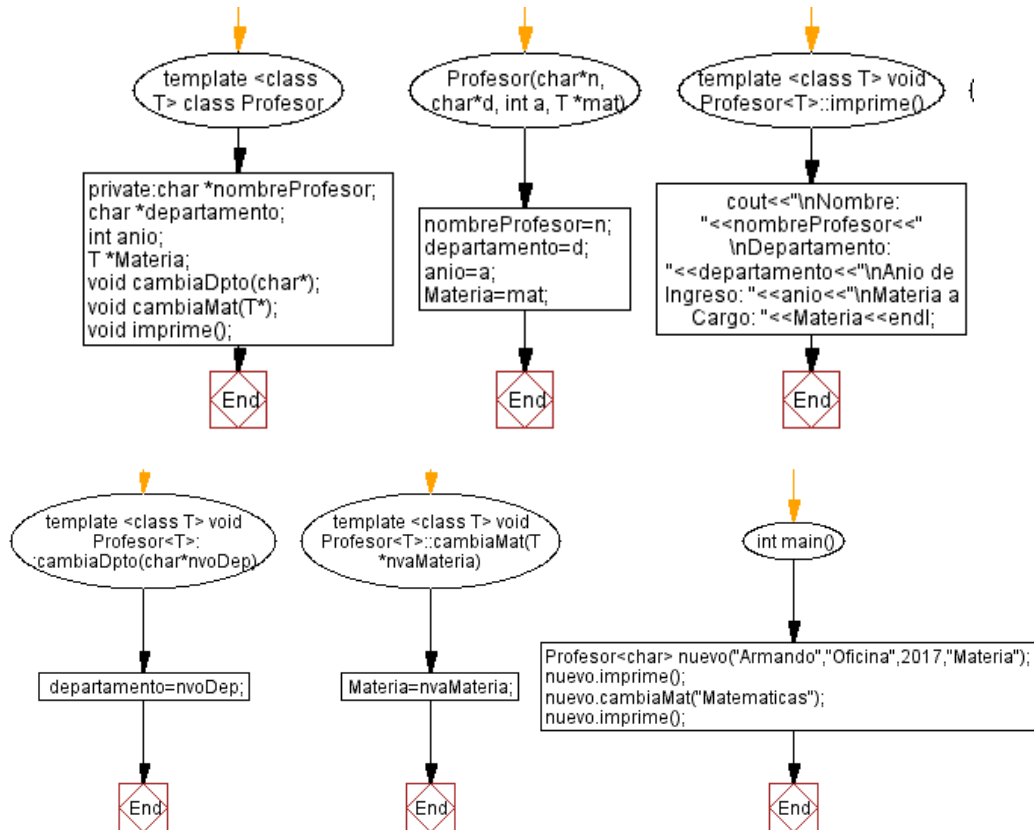 template <class
T> class Profesor
private:char *nombreProfesor;
char *departamento;
int anio;
T *Materia;
void cambiaDpto(char*);
void cambiaMat(T*);
void imprime();
End
Profesor(char*n,
char*d, int a, T *mat)
nombreProfesor=n;
departamento=d;
anio=a;
Materia=mat;
End
template <class T> void
Profesor<T>::imprime()
{
cout<<"\nNombre:
"<<nombreProfesor<<"
\nDepartamento:
"<<departamento<<"\nAnio de
Ingreso: "<<anio<<"\nMateria a
Cargo: "<<Materia<<endl;
End
template <class T> void
Profesor<T>:
:cambiaDpto(char*nvoDep)
departamento=nvoDep;
End
template <class T> void
Profesor<T>::cambiaMat(T
*nvaMateria)
Materia=nvaMateria;
End
int main()
Profesor<char> nuevo("Armando","Oficina",2017,"Materia");
nuevo.imprime();
nuevo.cambiaMat("Matematicas");
nuevo.imprime();
End